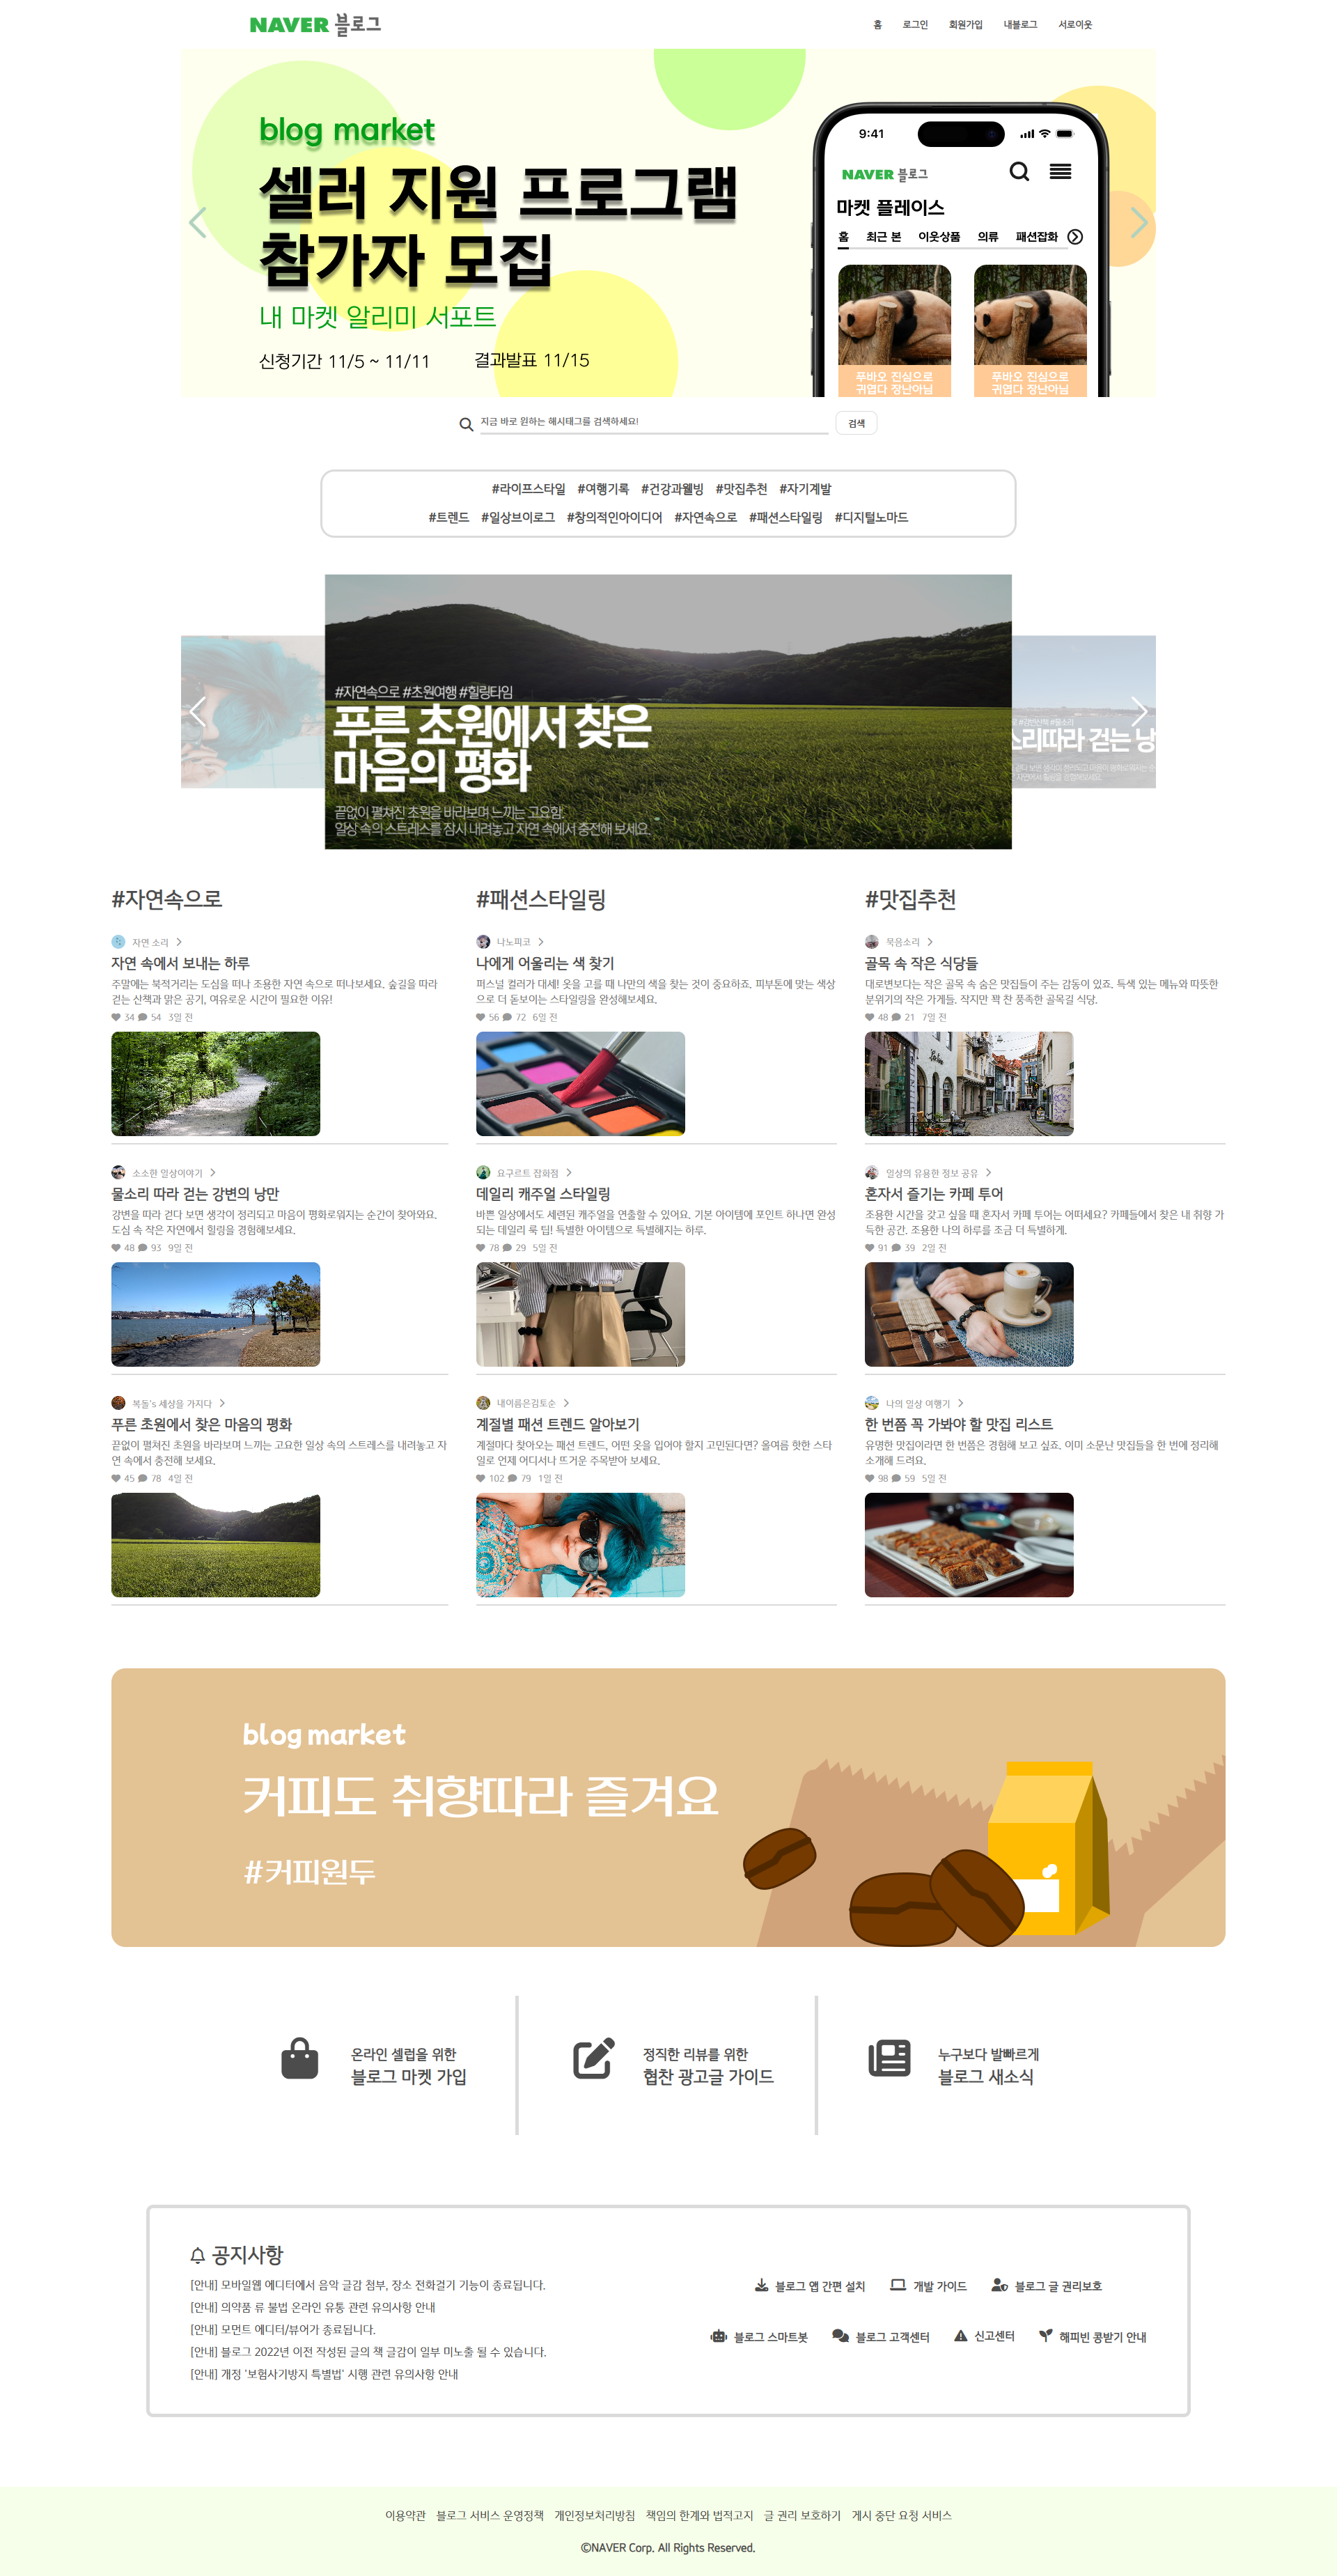 NAVER 블로그
홈 로그인 회원가입 내블로그 서로이웃
blog market
셀러 지원 프로그램
참가자 모집
내 마켓 알리미 서포트
신청기간 11/5 ~ 11/11 결과발표 11/15
9:41
NAVER 블로그
마켓 플레이스
홈 최근 본 이웃상품 의류 패션잡화
푸바오 진심으로
귀엽다 장난아님
푸바오 진심으로
귀엽다 장난아님
지금 바로 원하는 해시태그를 검색하세요!
검색
#라이프스타일 #여행기록 #건강과웰빙 #맛집추천 #자기계발
#트렌드 #일상브이로그 #창의적인아이디어 #자연속으로 #패션스타일링 #디지털노마드
#자연속으로 #초원여행 #힐링타임
푸른 초원에서 찾은
마음의 평화
끝없이 펼쳐진 초원을 바라보며 느끼는 고요함.
일상 속의 스트레스를 잠시 내려놓고 자연 속에서 충전해 보세요.
#강변산책 #물소리
소리따라 걷는 낭
#자연속으로
자연 소리
자연 속에서 보내는 하루
주말에는 북적거리는 도심을 떠나 조용한 자연 속으로 떠나보세요. 숲길을 따라
걷는 산책과 맑은 공기, 여유로운 시간이 필요한 이유!
34 54 3일 전
소소한 일상이야기
물소리 따라 걷는 강변의 낭만
강변을 따라 걷다 보면 생각이 정리되고 마음이 평화로워지는 순간이 찾아와요.
도심 속 작은 자연에서 힐링을 경험해보세요.
48 93 9일 전
복돌's 세상을 가지다
푸른 초원에서 찾은 마음의 평화
끝없이 펼쳐진 초원을 바라보며 느끼는 고요한 일상 속의 스트레스를 내려놓고 자
연 속에서 충전해 보세요.
45 78 4일 전
#패션스타일링
나노피코
나에게 어울리는 색 찾기
퍼스널 컬러가 대세! 옷을 고를 때 나만의 색을 찾는 것이 중요하죠. 피부톤에 맞는 색상
으로 더 돋보이는 스타일링을 완성해보세요.
56 72 6일 전
요구르트 잡화점
데일리 캐주얼 스타일링
바쁜 일상에서도 세련된 캐주얼을 연출할 수 있어요. 기본 아이템에 포인트 하나면 완성
되는 데일리 룩 팁! 특별한 아이템으로 특별해지는 하루.
78 29 5일 전
내이름은김토순
계절별 패션 트렌드 알아보기
계절마다 찾아오는 패션 트렌드, 어떤 옷을 입어야 할지 고민된다면? 올여름 핫한 스타
일로 언제 어디서나 뜨거운 주목받아 보세요.
102 79 1일 전
#맛집추천
묵음소리
골목 속 작은 식당들
대로변보다는 작은 골목 속 숨은 맛집들이 주는 감동이 있죠. 특색 있는 메뉴와 따뜻한
분위기의 작은 가게들. 작지만 꽉 찬 풍족한 골목길 식당.
48 21 7일 전
일상의 유용한 정보 공유
혼자서 즐기는 카페 투어
조용한 시간을 갖고 싶을 때 혼자서 카페 투어는 어떠세요? 카페들에서 찾은 내 취향 가
득한 공간. 조용한 나의 하루를 조금 더 특별하게.
91 39 2일 전
나의 일상 여행기
한 번쯤 꼭 가봐야 할 맛집 리스트
유명한 맛집이라면 한 번쯤은 경험해 보고 싶죠. 이미 소문난 맛집들을 한 번에 정리해
소개해 드려요.
98 59 5일 전
blog market
커피도 취향따라 즐겨요
#커피원두
온라인 셀럽을 위한
블로그 마켓 가입
정직한 리뷰를 위한
협찬 광고글 가이드
누구보다 발빠르게
블로그 새소식
공지사항
[안내] 모바일웹 에디터에서 음악 글감 첨부, 장소 전화걸기 기능이 종료됩니다.
[안내] 의약품 류 불법 온라인 유통 관련 유의사항 안내
[안내] 모먼트 에디터/뷰어가 종료됩니다.
[안내] 블로그 2022년 이전 작성된 글의 책 글감이 일부 미노출 될 수 있습니다.
[안내] 개정 '보험사기방지 특별법' 시행 관련 유의사항 안내
블로그 앱 간편 설치 개발 가이드 블로그 글 권리보호
블로그 스마트봇 블로그 고객센터 신고센터 해피빈 콩받기 안내
이용약관 블로그 서비스 운영정책 개인정보처리방침 책임의 한계와 법적고지 글 권리 보호하기 게시 중단 요청 서비스
©NAVER Corp. All Rights Reserved.